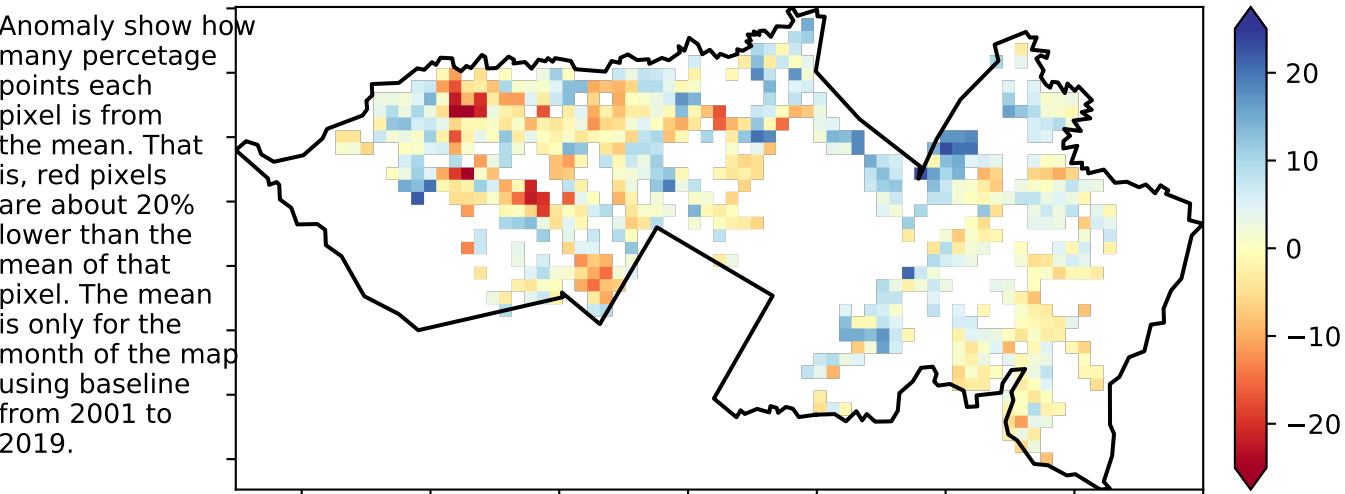 Anomaly show how
many percetage
points each
pixel is from
the mean. That
is, red pixels
are about 20%
lower than the
mean of that
pixel. The mean
is only for the
month of the map
using baseline
from 2001 to
2019.
20
10
0
−10
−20